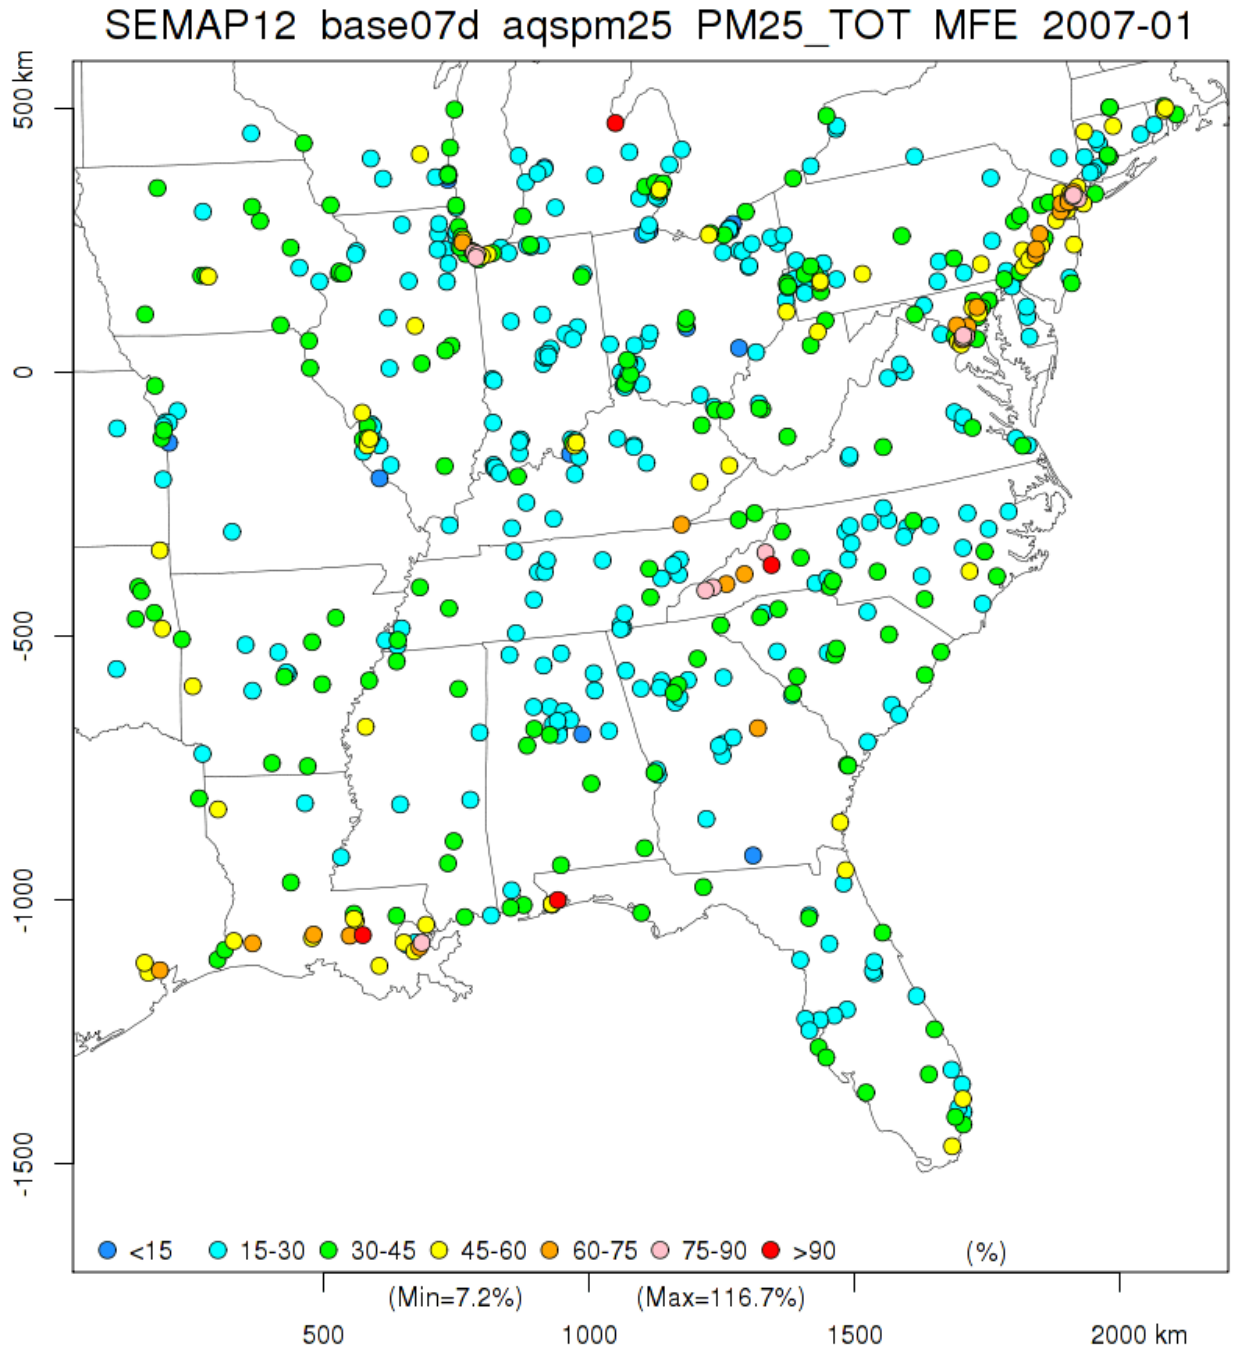 SEMAP12 base07d aqspm25 PM25_TOT MFE 2007-01
500 km
0
-500
-1000
-1500
<15 15-30 30-45 45-60 60-75 75-90 >90 (%)
(Min=7.2%) (Max=116.7%)
500 1000 1500 2000 km